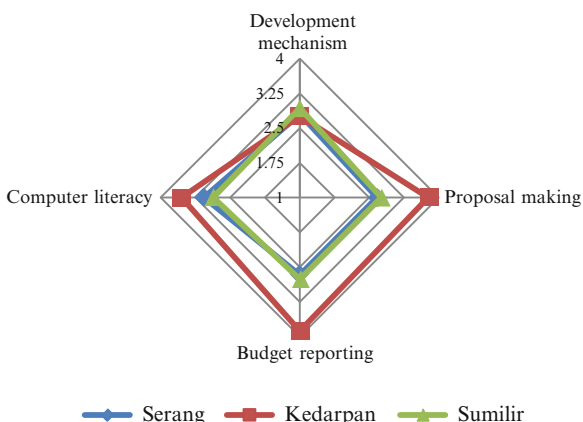 Development
mechanism
4
3.25
2.5
1.75
1
Computer literacy
Proposal making
Budget reporting
Serang
Kedarpan
Sumilir